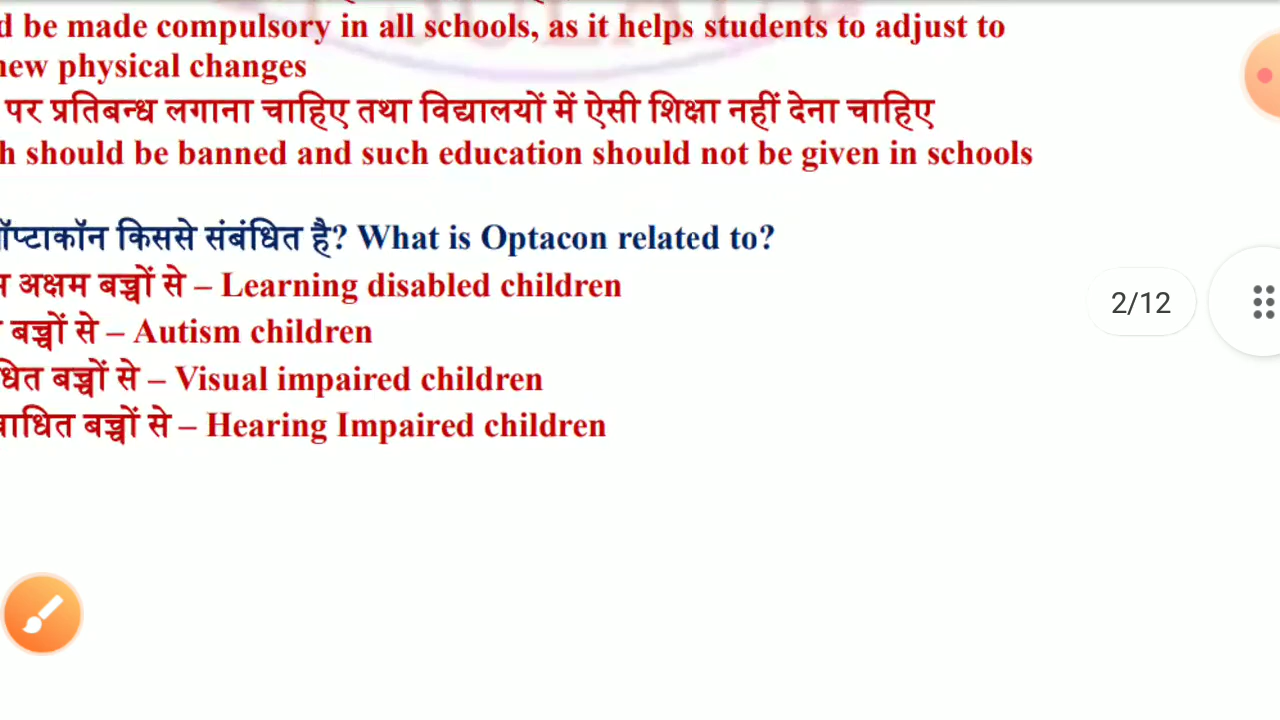 be made compulsory in all schools, as it helps students to adjust to
new physical changes
पर प्रतिबन्ध लगाना चाहिए तथा विद्यालयों में ऐसी शिक्षा नहीं देना चाहिए
h should be banned and such education should not be given in schools
ऑप्टाकॉन किससे संबंधित है? What is Optacon related to?
अक्षम बच्चों से – Learning disabled children
बच्चों से – Autism children
धित बच्चों से – Visual impaired children
बाधित बच्चों से – Hearing Impaired children
2/12